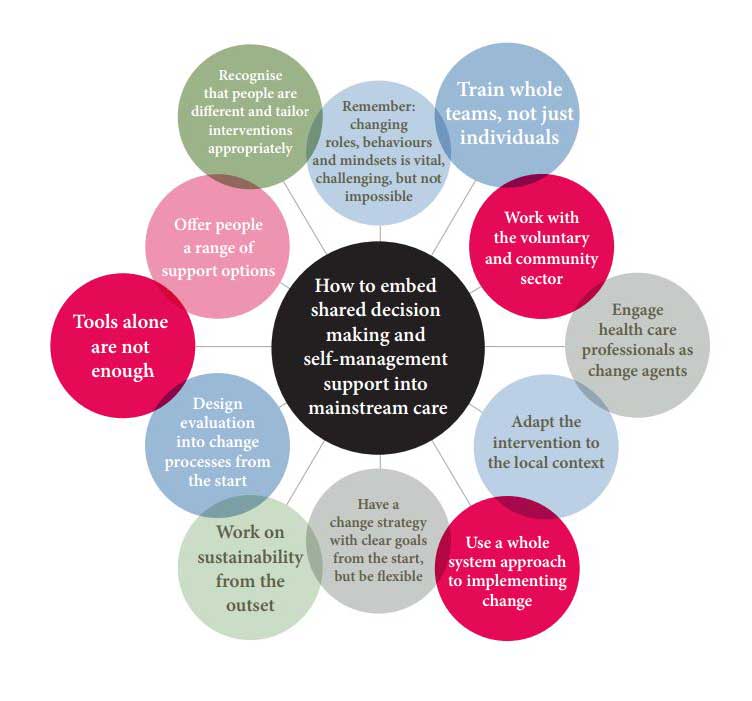 Recognise
that people are
different and tailor
interventions
appropriately
Remember:
changing
roles, behaviours
and mindsets is vital,
challenging, but not
impossible
Train whole
teams, not just
individuals
Offer people
a range of
support options
Work with
the voluntary
and community
sector
How to embed
shared decision
making and
self-management
support into
mainstream care
Tools alone
are not
enough
Engage
health care
professionals as
change agents
Design
evaluation
into change
processes from
the start
Adapt the
intervention to
the local context
Work on
sustainability
from the
outset
Have a
change strategy
with clear goals
from the start,
but be flexible
Use a whole
system approach
to implementing
change